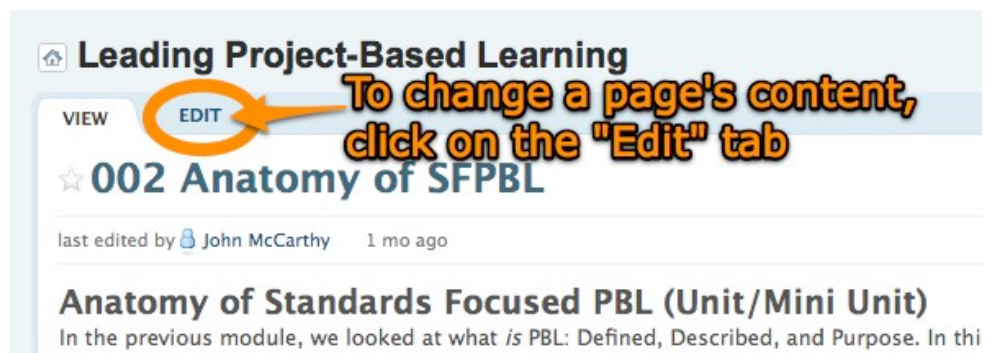 Leading Project-Based Learning
To change a page's content,
VIEW EDIT
click on the "Edit" tab
002 Anatomy of SFPBL
last edited by John McCarthy 1 mo ago
Anatomy of Standards Focused PBL (Unit/Mini Unit)
In the previous module, we looked at what is PBL: Defined, Described, and Purpose. In thi